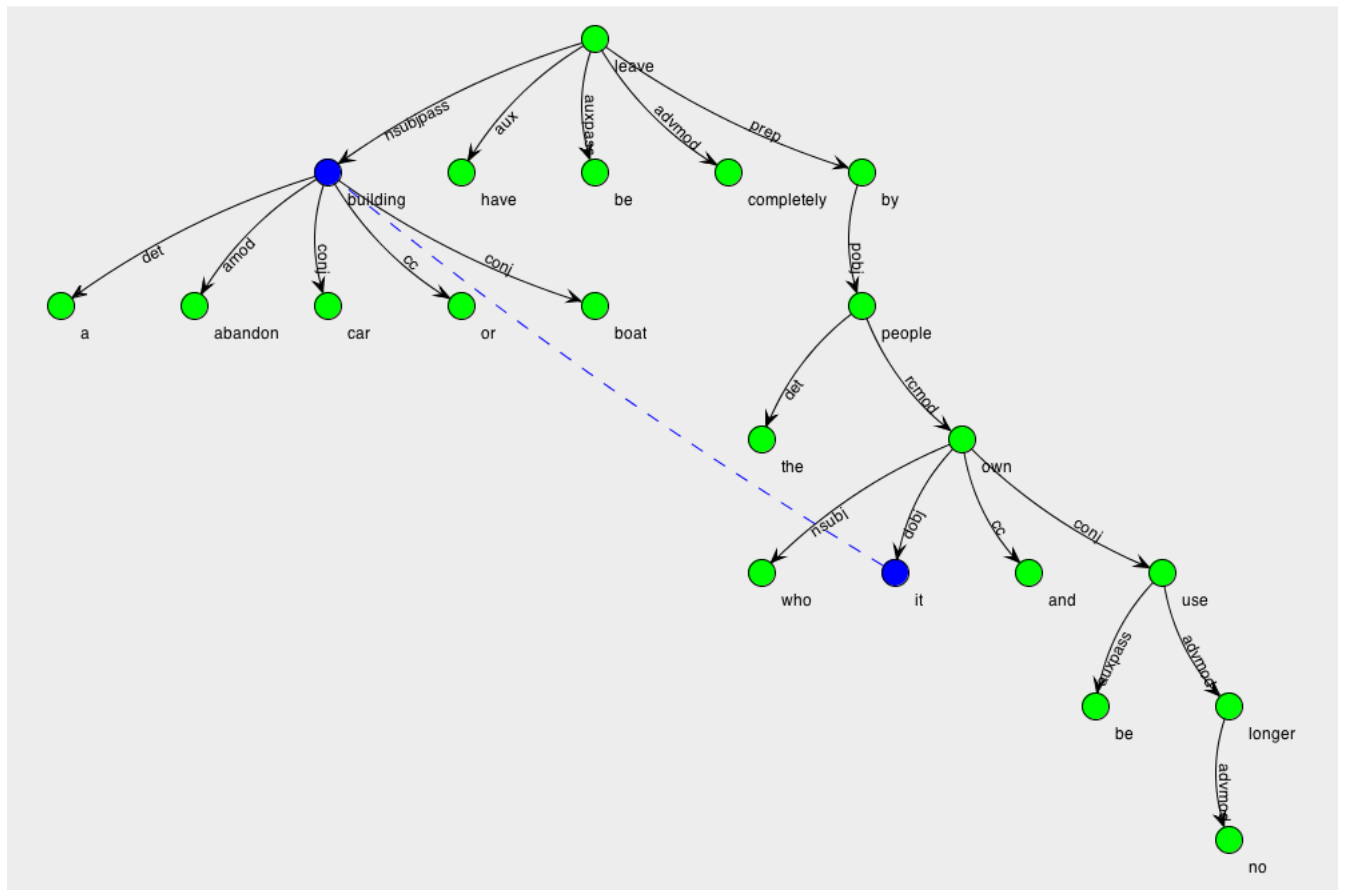 leave
nsubjpass aux auxpass advmod prep
building have be completely by
det amod conj cc conj pobj
a abandon car or boat people
det rcmod
the own
nsubj dobj cc conj
who it and use
auxpass advmod
be longer
advmod
no